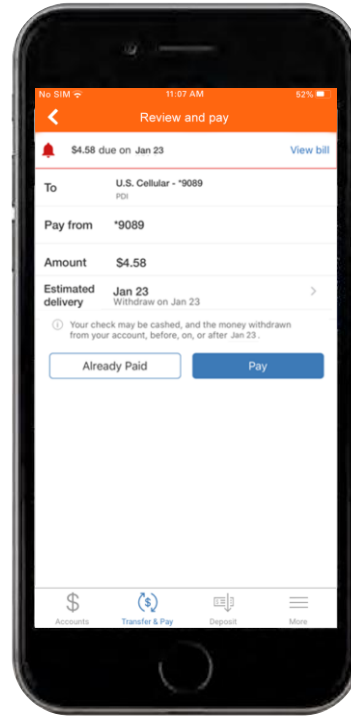 No SIM 11:07 AM 52%
Review and pay
$4.58 due on Jan 23 View bill
To U.S. Cellular - *9089
PDI
Pay from *9089
Amount $4.58
Estimated delivery Jan 23
Withdraw on Jan 23
Your check may be cashed, and the money withdrawn
from your account, before, on, or after Jan 23.
Already Paid Pay
Accounts Transfer & Pay Deposit More